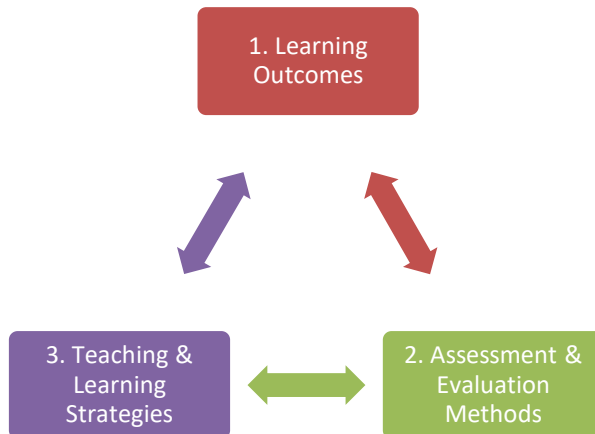 1. Learning
Outcomes
3. Teaching &
Learning
Strategies
2. Assessment &
Evaluation
Methods